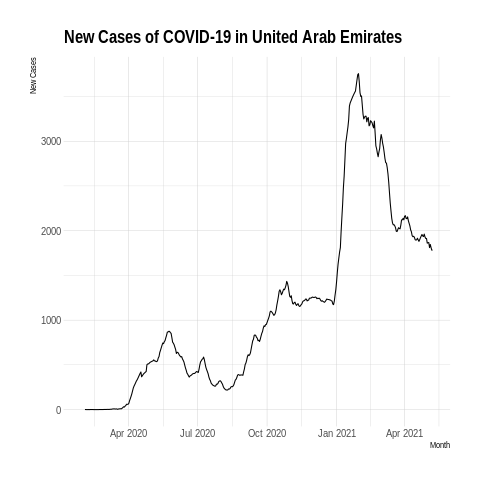 New Cases of COVID-19 in United Arab Emirates
New Cases
3000
2000
1000
0
Apr 2020 Jul 2020 Oct 2020 Jan 2021 Apr 2021
Month